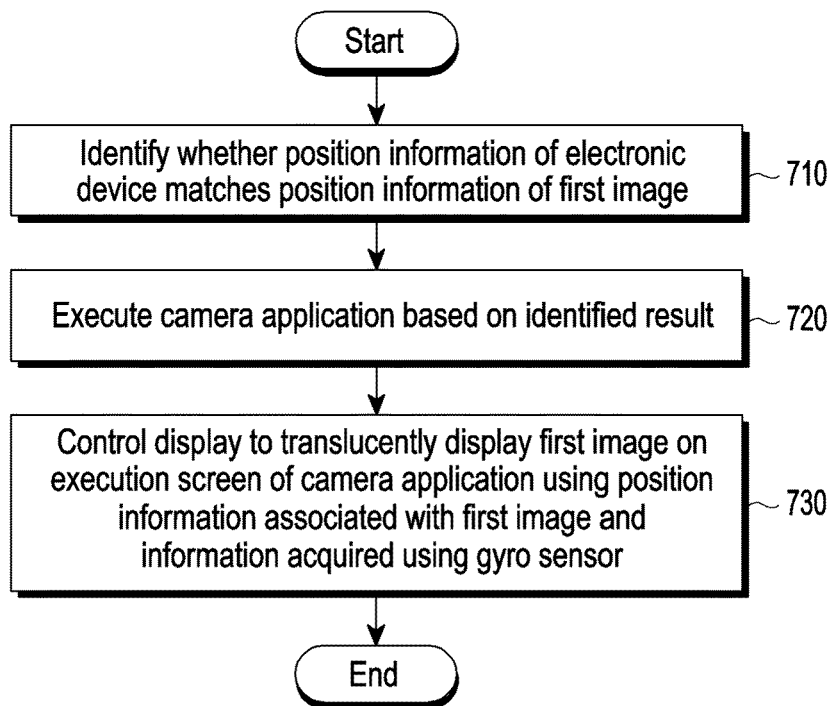 Start
Identify whether position information of electronic
device matches position information of first image
710
Execute camera application based on identified result
720
Control display to translucently display first image on
execution screen of camera application using position
information associated with first image and
information acquired using gyro sensor
730
End